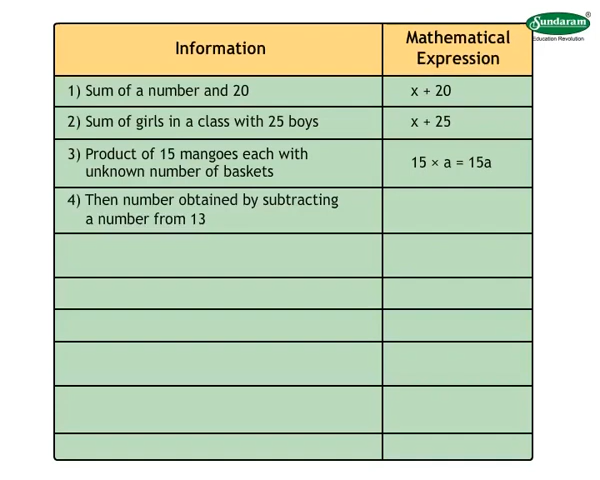 Sundaram
®
Education Revolution
Information
Mathematical
Expression
1) Sum of a number and 20
x + 20
2) Sum of girls in a class with 25 boys
x + 25
3) Product of 15 mangoes each with
unknown number of baskets
15 × a = 15a
4) Then number obtained by subtracting
a number from 13